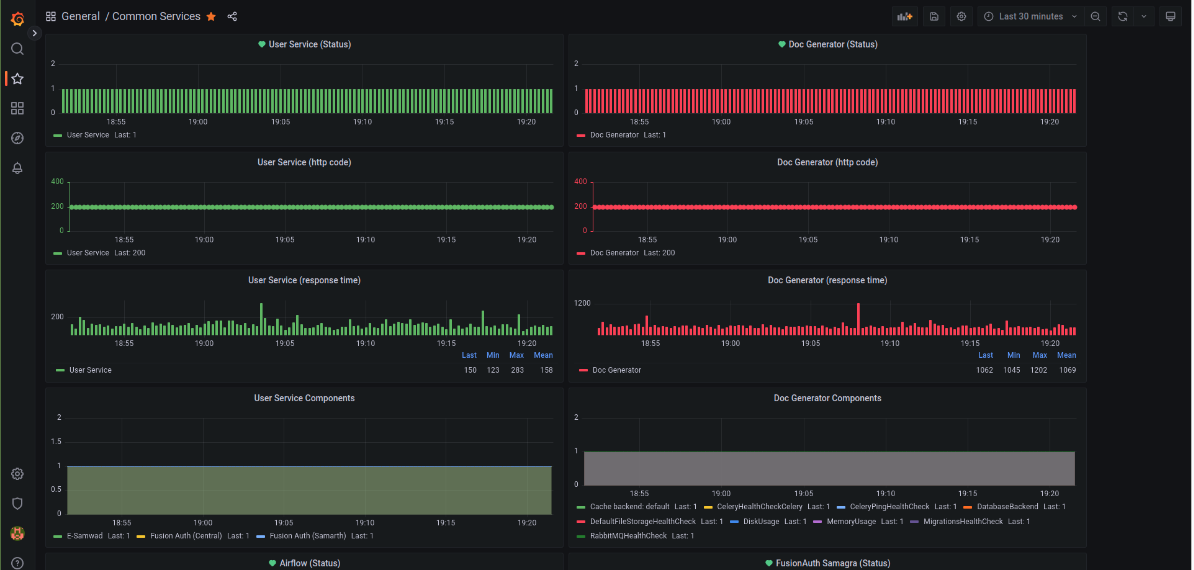 General / Common Services
Last 30 minutes
User Service (Status)
2
1
0
18:55 19:00 19:05 19:10 19:15 19:20
User Service Last: 1
Doc Generator (Status)
2
1
0
18:55 19:00 19:05 19:10 19:15 19:20
Doc Generator Last: 1
User Service (http code)
400
200
0
18:55 19:00 19:05 19:10 19:15 19:20
User Service Last: 200
Doc Generator (http code)
400
200
0
18:55 19:00 19:05 19:10 19:15 19:20
Doc Generator Last: 200
User Service (response time)
200
18:55 19:00 19:05 19:10 19:15 19:20
Last Min Max Mean
User Service 150 123 283 158
Doc Generator (response time)
1200
18:55 19:00 19:05 19:10 19:15 19:20
Last Min Max Mean
Doc Generator 1062 1045 1202 1069
User Service Components
2
1.5
1
0.5
0
18:55 19:00 19:05 19:10 19:15 19:20
E-Samwad Last: 1 Fusion Auth (Central) Last: 1 Fusion Auth (Samarth) Last: 1
Doc Generator Components
2
1
0
18:55 19:00 19:05 19:10 19:15 19:20
Cache backend: default Last: 1 CeleryHealthCheckCelery Last: 1 CeleryPingHealthCheck Last: 1 DatabaseBackend Last: 1
DefaultFileStorageHealthCheck Last: 1 DiskUsage Last: 1 MemoryUsage Last: 1 MigrationsHealthCheck Last: 1
RabbitMQHealthCheck Last: 1
Airflow (Status)
FusionAuth Samagra (Status)